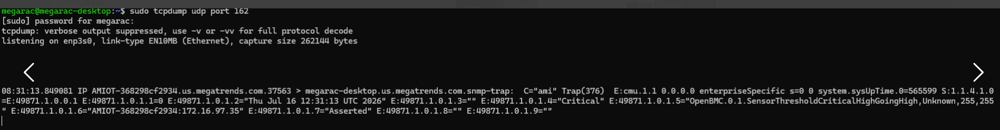 megarac@megarac-desktop:~$ sudo tcpdump udp port 162
[sudo] password for megarac:
tcpdump: verbose output suppressed, use -v or -vv for full protocol decode
listening on enp3s0, link-type EN10MB (Ethernet), capture size 262144 bytes
08:31:13.849081 IP AMIOT-368298cf2934.us.megatrends.com.37563 > megarac-desktop.us.megatrends.com.snmp-trap:  C="ami" Trap(376)  E:cmu.1.1 0.0.0.0 enterpriseSpecific s=0 0 system.sysUpTime.0=565599 S:1.1.4.1.0
=E:49871.1.0.0.1 E:49871.1.0.1.1=0 E:49871.1.0.1.2="Thu Jul 16 12:31:13 UTC 2026" E:49871.1.0.1.3="" E:49871.1.0.1.4="Critical" E:49871.1.0.1.5="OpenBMC.0.1.SensorThresholdCriticalHighGoingHigh,Unknown,255,255
" E:49871.1.0.1.6="AMIOT-368298cf2934:172.16.97.35" E:49871.1.0.1.7="Asserted" E:49871.1.0.1.8="" E:49871.1.0.1.9=""